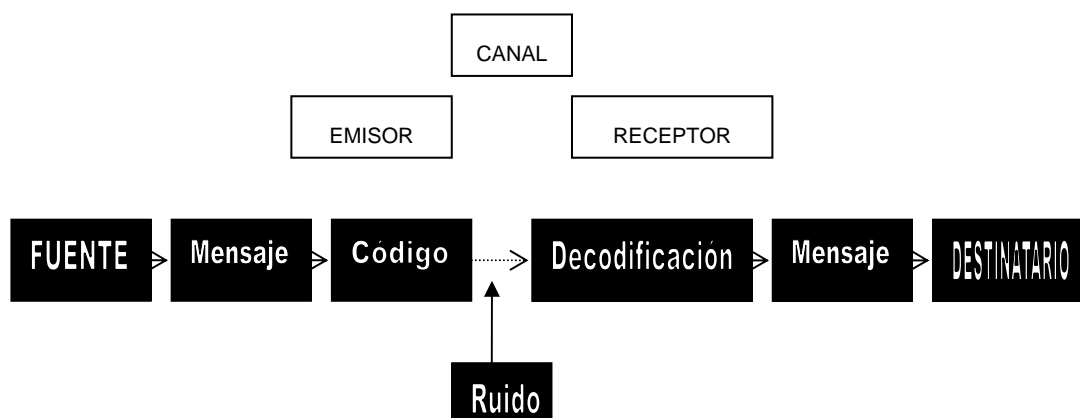 CANAL
EMISOR
RECEPTOR
FUENTE
Mensaje
Código
Decodificación
Mensaje
DESTINATARIO
Ruido